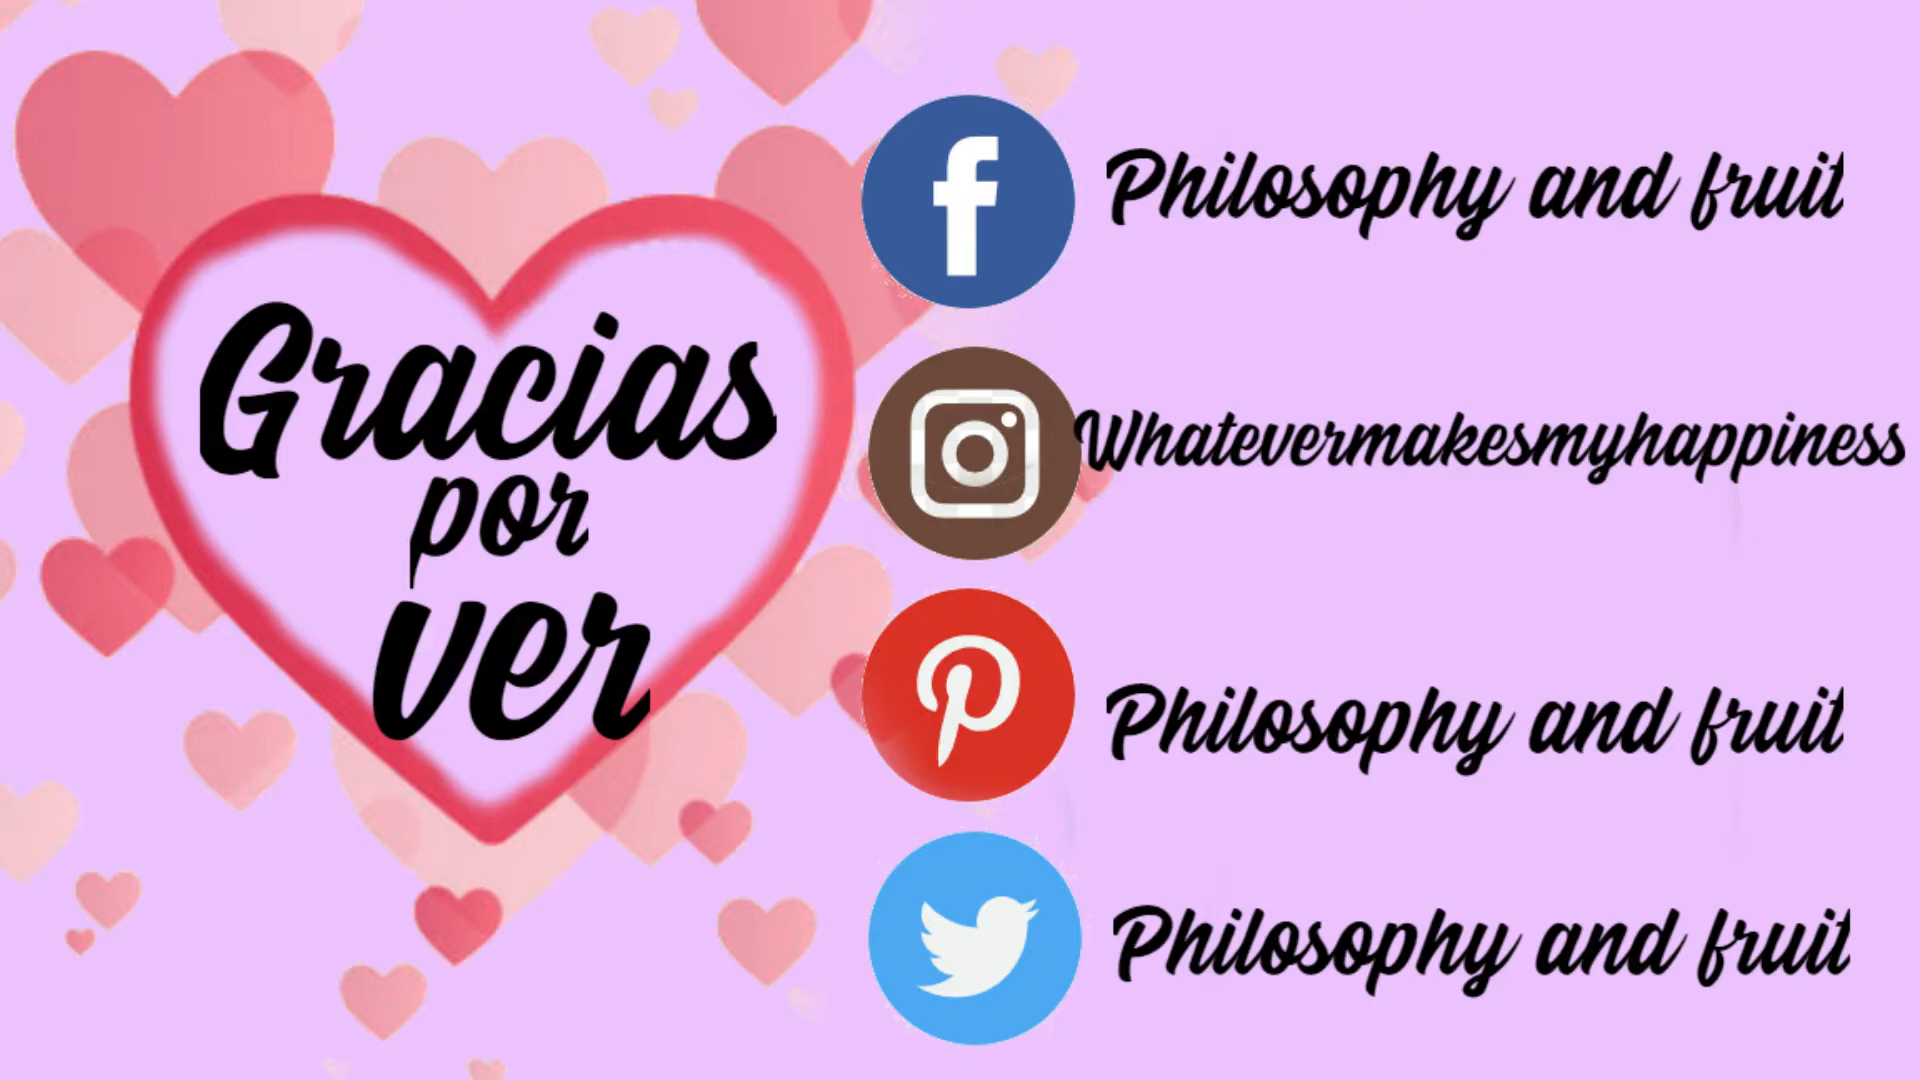 Gracias
por
ver
Philosophy and fruit
Whatevermakesmyhappiness
Philosophy and fruit
Philosophy and fruit